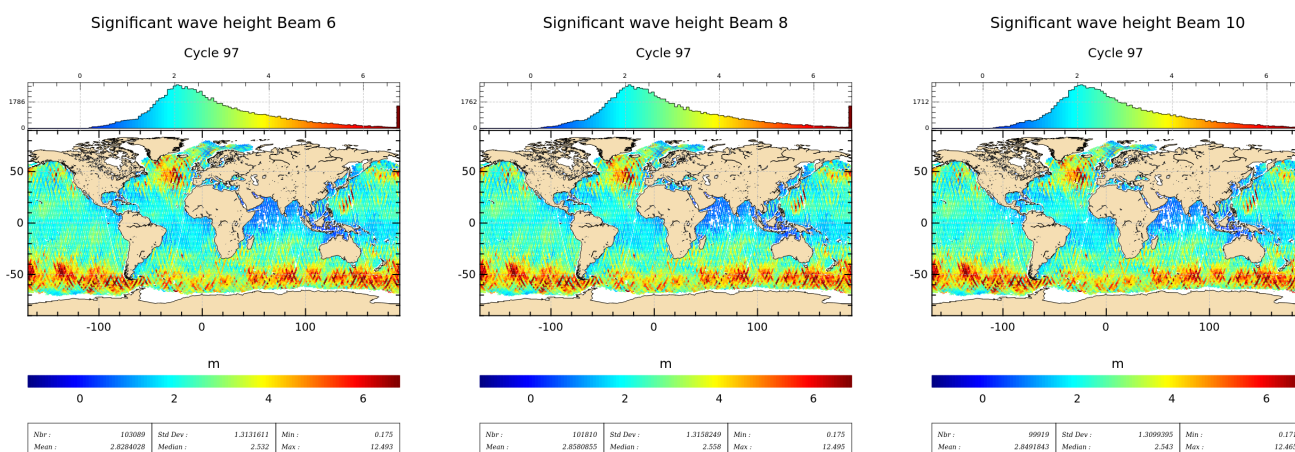 Significant wave height Beam 6
Cycle 97
0 2 4 6
1786
0
50
0
-50
-100 0 100
m
0 2 4 6
Nbr : 103089 Std Dev : 1.3131611 Min : 0.175
Mean : 2.8284028 Median : 2.532 Max : 12.493
Significant wave height Beam 8
Cycle 97
0 2 4 6
1762
0
50
0
-50
-100 0 100
m
0 2 4 6
Nbr : 101810 Std Dev : 1.3158249 Min : 0.175
Mean : 2.8580855 Median : 2.558 Max : 12.495
Significant wave height Beam 10
Cycle 97
0 2 4 6
1712
0
50
0
-50
-100 0 100
m
0 2 4 6
Nbr : 99919 Std Dev : 1.3099395 Min : 0.171
Mean : 2.8491843 Median : 2.543 Max :